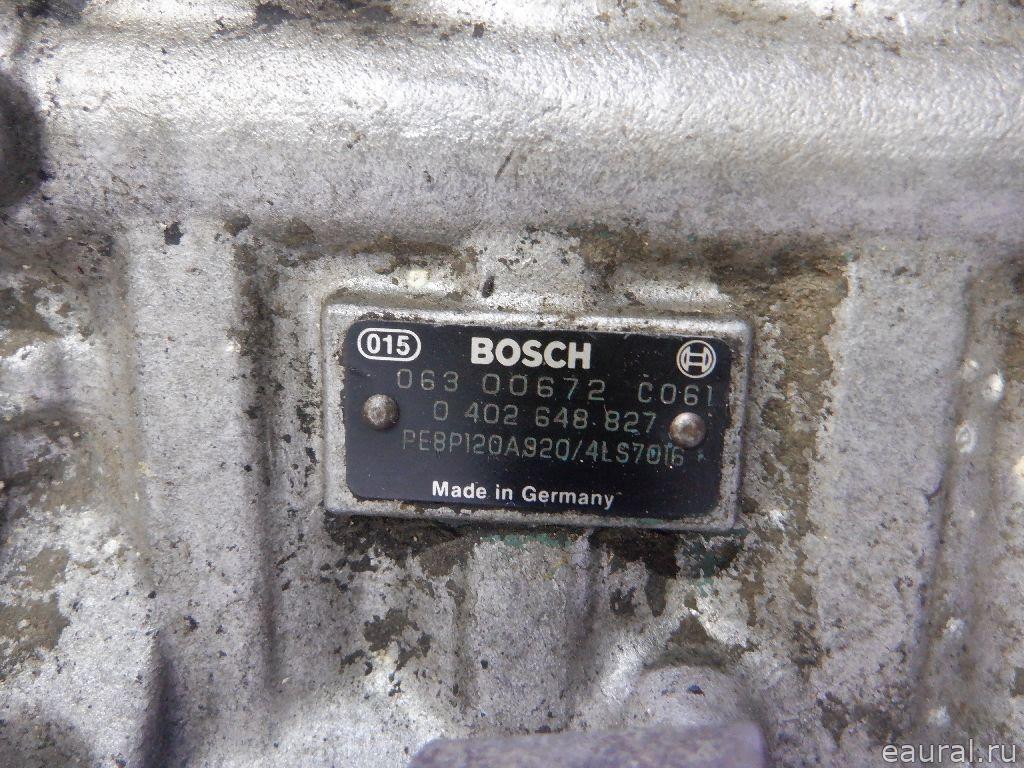 015 BOSCH
063 00672 C061
0 402 648 827
PE8P120A920/4LS7016
Made in Germany
eaural.ru